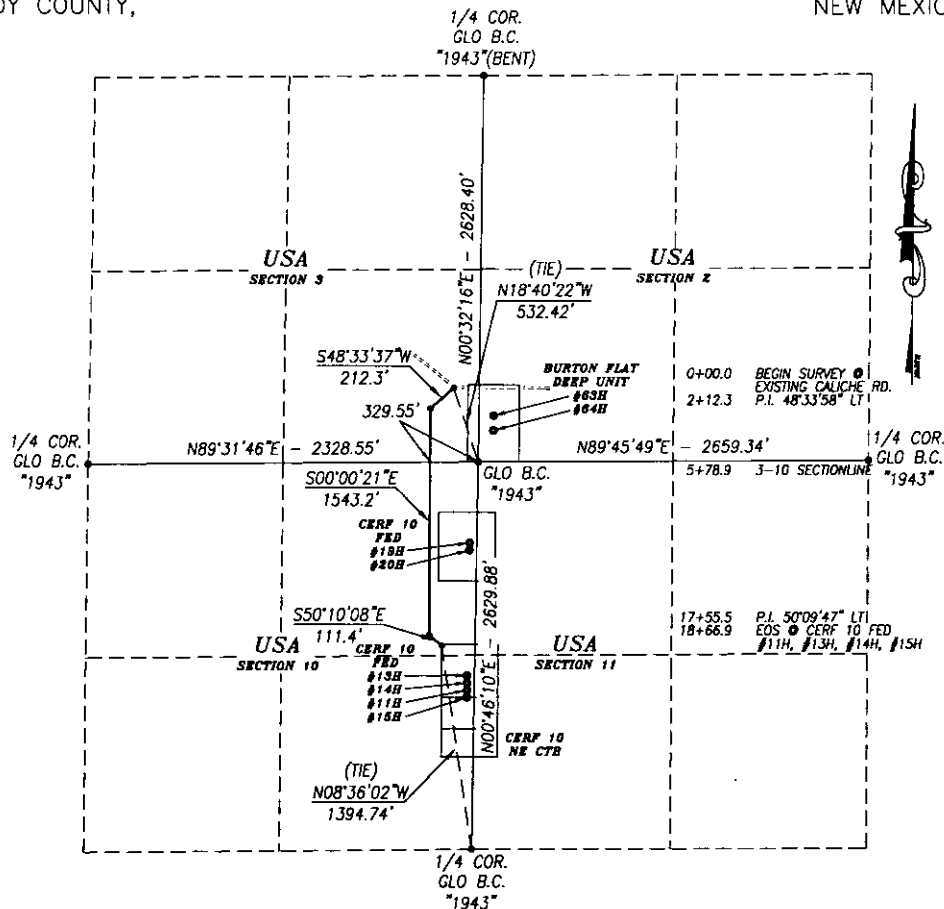 DY COUNTY,
NEW MEXIC
1/4 COR.
GLO B.C.
"1943"(BENT)
N00°32'16"E - 2628.40'
USA
SECTION 3
USA
SECTION 2
(TIE)
N18°40'22"W
532.42'
S48°33'37"W
212.3'
BURTON FLAT
DEEP UNIT
#63H
#64H
0+00.0 BEGIN SURVEY @
EXISTING CALICHE RD.
2+12.3 P.I. 48°33'58" LT
329.55'
1/4 COR.
GLO B.C.
"1943"
N89°31'46"E - 2328.55'
N89°45'49"E - 2659.34'
1/4 COR.
GLO B.C.
"1943"
GLO B.C.
"1943"
5+78.9 3-10 SECTIONLINE
S00°00'21"E
1543.2'
CERF 10
FED
#19H
#20H
N00°46'10"E - 2629.88'
S50°10'08"E
111.4'
17+55.5 P.I. 50°09'47" LT
18+66.9 EOS @ CERF 10 FED
#11H, #13H, #14H, #15H
USA
SECTION 10
USA
SECTION 11
CERF 10
FED
#13H
#14H
#11H
#15H
CERF 10
NE CTB
(TIE)
N08°36'02"W
1394.74'
1/4 COR.
GLO B.C.
"1943"